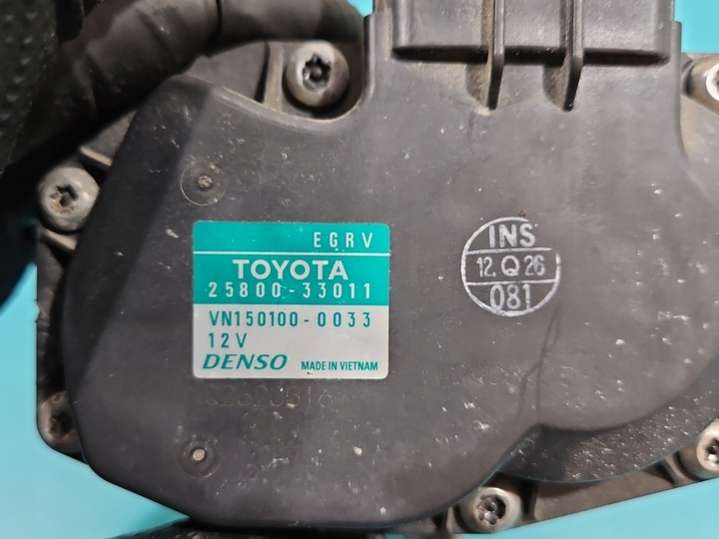 EGRV
TOYOTA
25800-33011
VN150100-0033
12V
DENSO MADE IN VIETNAM
INS
12. Q 26
081